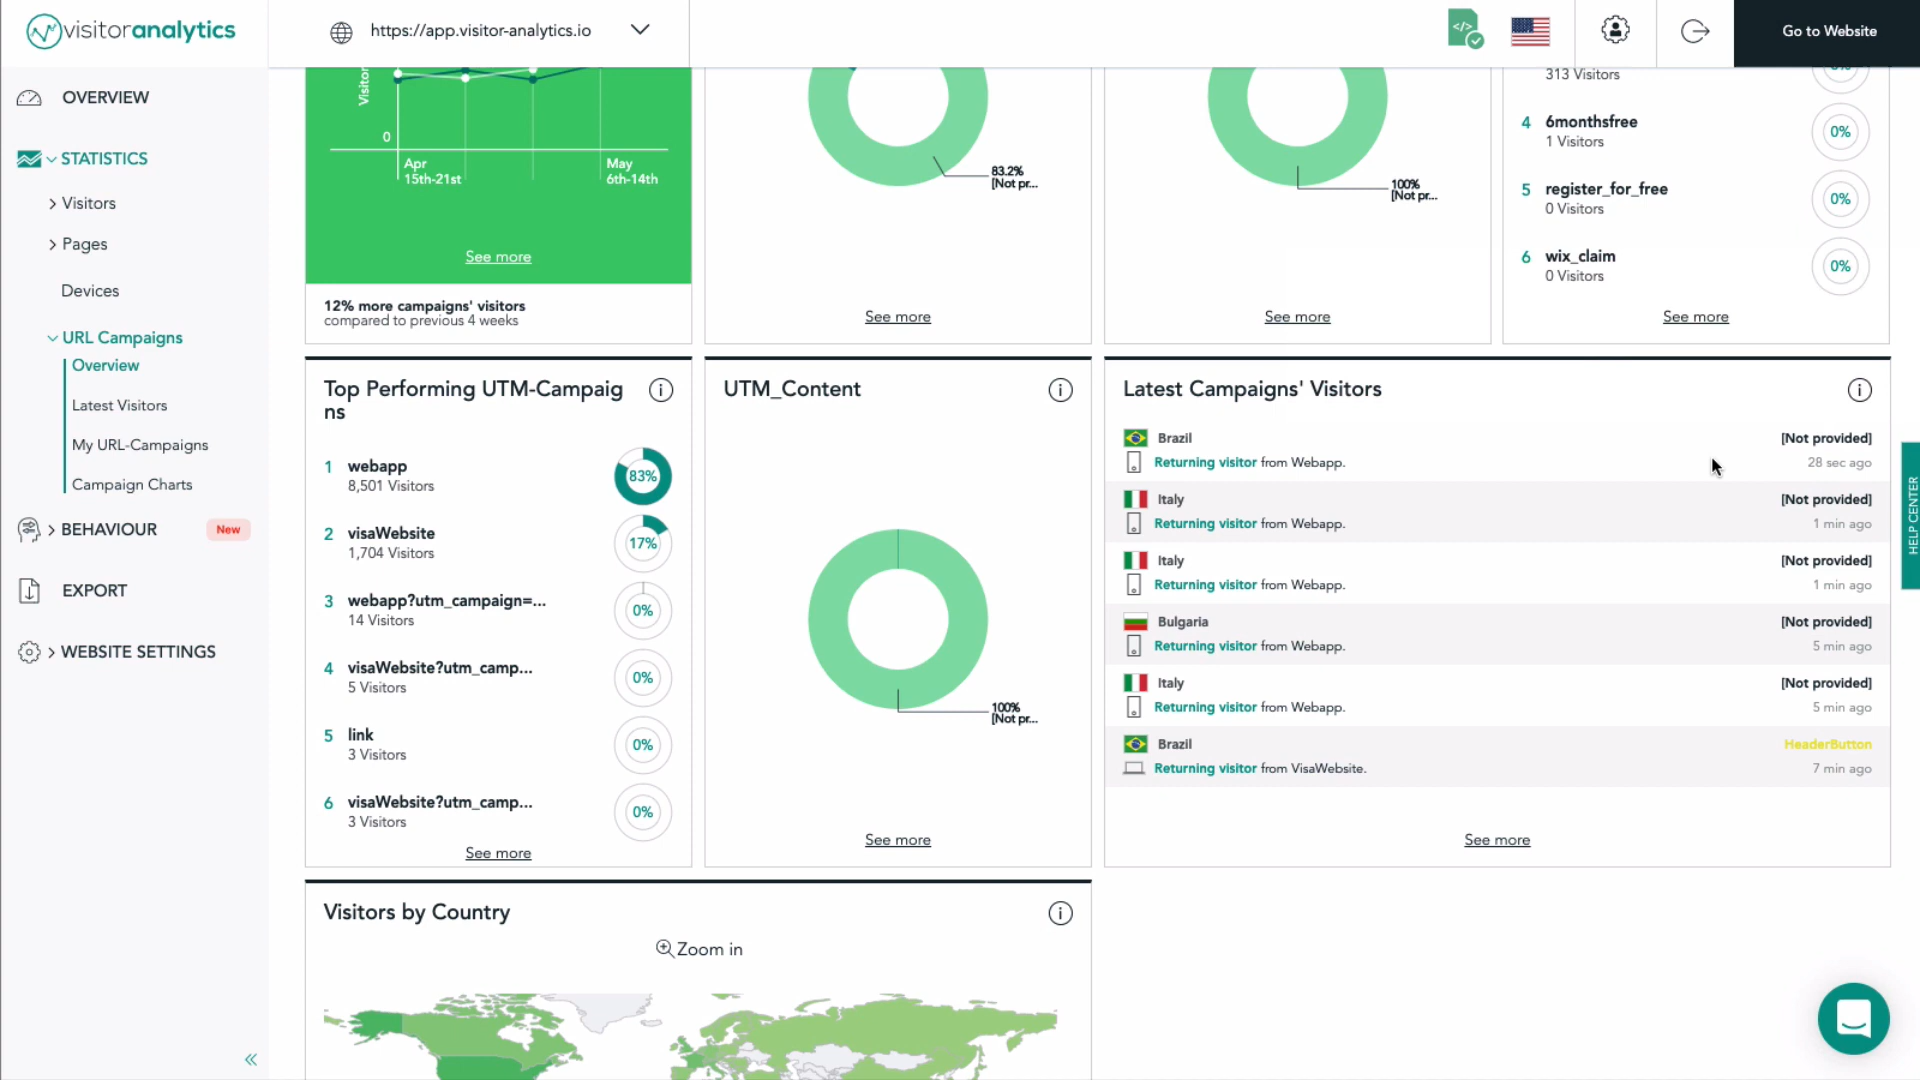 visitoranalytics
https://app.visitor-analytics.io
Go to Website
OVERVIEW
STATISTICS
Visitors
Pages
Devices
URL Campaigns
Overview
Latest Visitors
My URL-Campaigns
Campaign Charts
BEHAVIOUR
New
EXPORT
WEBSITE SETTINGS
0
Apr
15th-21st
May
6th-14th
See more
12% more campaigns' visitors
compared to previous 4 weeks
83.2%
[Not pr...
See more
100%
[Not pr...
See more
313 Visitors
4 6monthsfree
1 Visitors
0%
5 register_for_free
0 Visitors
0%
6 wix_claim
0 Visitors
0%
See more
Top Performing UTM-Campaig
ns
1 webapp
8,501 Visitors
83%
2 visaWebsite
1,704 Visitors
17%
3 webapp?utm_campaign=...
14 Visitors
0%
4 visaWebsite?utm_camp...
5 Visitors
0%
5 link
3 Visitors
0%
6 visaWebsite?utm_camp...
3 Visitors
0%
See more
UTM_Content
100%
[Not pr...
See more
Latest Campaigns' Visitors
Brazil [Not provided]
Returning visitor from Webapp. 28 sec ago
Italy [Not provided]
Returning visitor from Webapp. 1 min ago
Italy [Not provided]
Returning visitor from Webapp. 1 min ago
Bulgaria [Not provided]
Returning visitor from Webapp. 5 min ago
Italy [Not provided]
Returning visitor from Webapp. 5 min ago
Brazil HeaderButton
Returning visitor from VisaWebsite. 7 min ago
See more
HELP CENTER
Visitors by Country
Zoom in